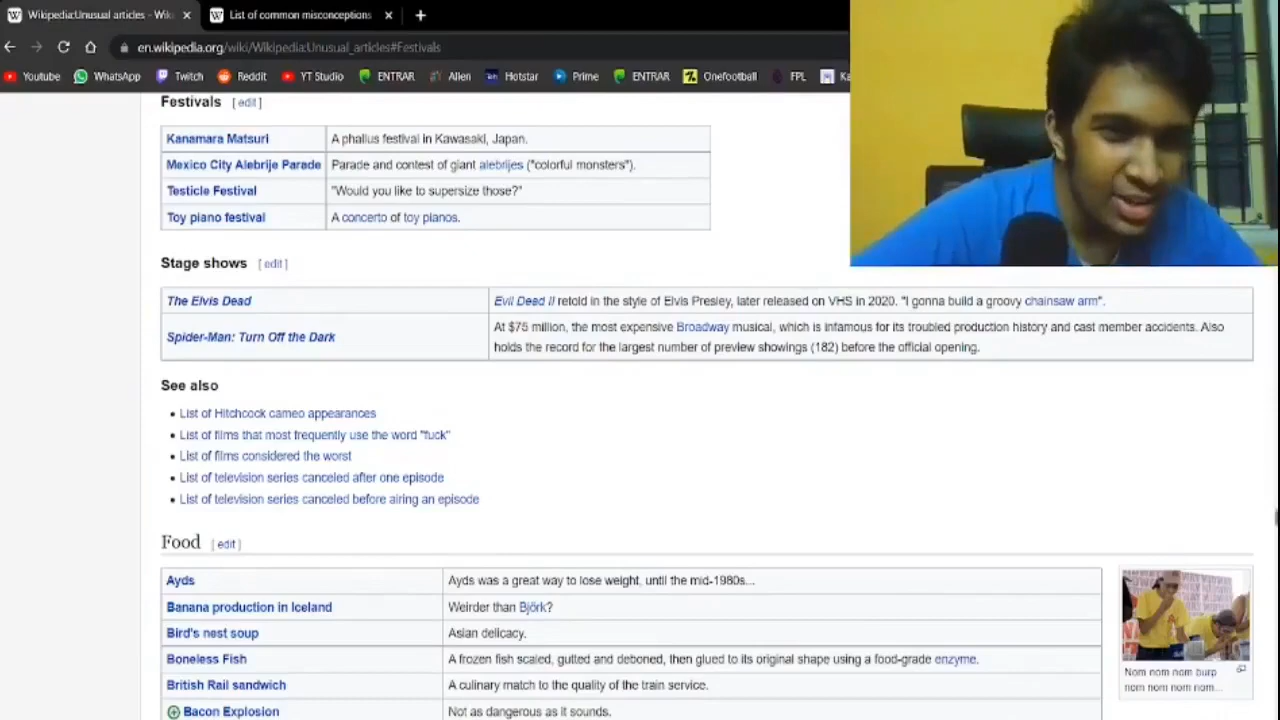 Wikipedia:Unusual articles - Wik
List of common misconceptions
en.wikipedia.org/wiki/Wikipedia:Unusual_articles#Festivals
Youtube WhatsApp Twitch Reddit YT Studio ENTRAR Allen Hotstar Prime ENTRAR Onefootball FPL Ka
Festivals [ edit ]
Kanamara Matsuri A phallus festival in Kawasaki, Japan.
Mexico City Alebrije Parade Parade and contest of giant alebrijes ("colorful monsters").
Testicle Festival "Would you like to supersize those?"
Toy piano festival A concerto of toy pianos.
Stage shows [ edit ]
The Elvis Dead Evil Dead II retold in the style of Elvis Presley, later released on VHS in 2020. "I gonna build a groovy chainsaw arm".
Spider-Man: Turn Off the Dark At $75 million, the most expensive Broadway musical, which is infamous for its troubled production history and cast member accidents. Also
holds the record for the largest number of preview showings (182) before the official opening.
See also
• List of Hitchcock cameo appearances
• List of films that most frequently use the word "fuck"
• List of films considered the worst
• List of television series canceled after one episode
• List of television series canceled before airing an episode
Food [ edit ]
Ayds Ayds was a great way to lose weight, until the mid-1980s...
Banana production in Iceland Weirder than Björk?
Bird's nest soup Asian delicacy.
Boneless Fish A frozen fish scaled, gutted and deboned, then glued to its original shape using a food-grade enzyme.
British Rail sandwich A culinary match to the quality of the train service.
Bacon Explosion Not as dangerous as it sounds.
Nom nom nom burp
nom nom nom nom...